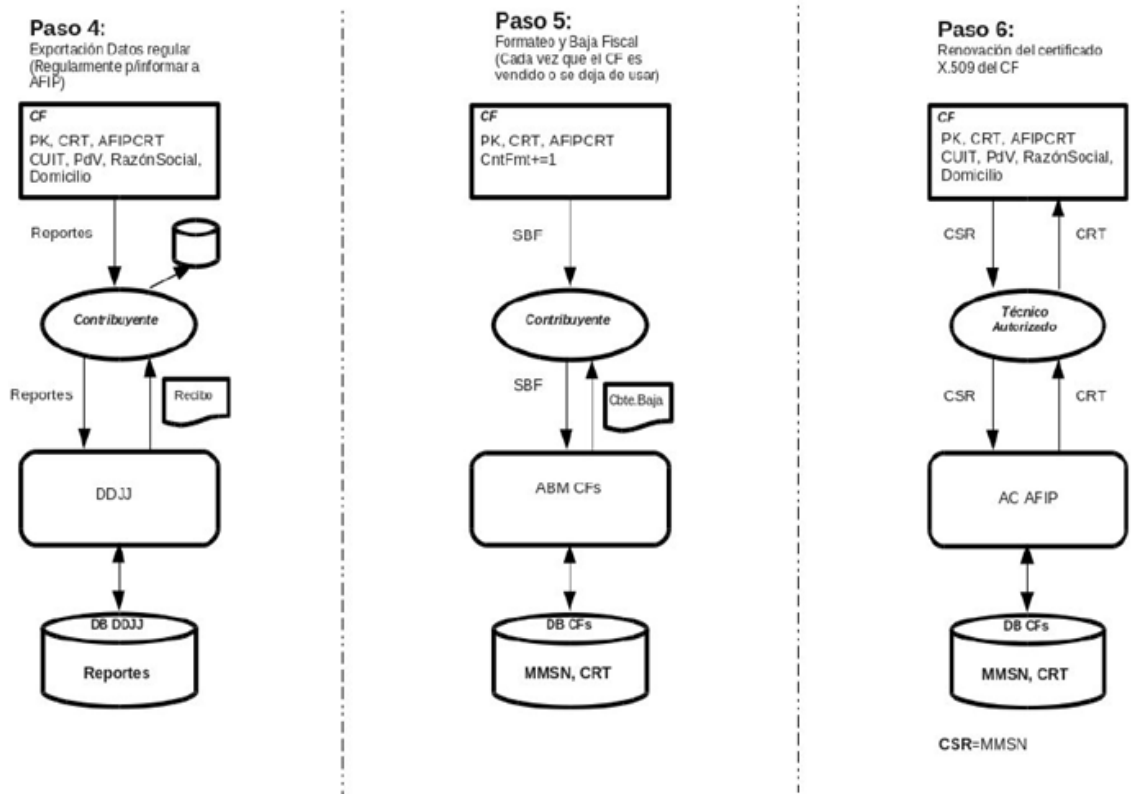 Paso 4:
Exportación Datos regular
(Regularmente p/informar a
AFIP)
CF
PK, CRT, AFIPCRT
CUIT, PdV, RazónSocial,
Domicilio
Reportes
Contribuyente
Reportes
Recibo
DDJJ
DB DDJJ
Reportes
Paso 5:
Formateo y Baja Fiscal
(Cada vez que el CF es
vendido o se deja de usar)
CF
PK, CRT, AFIPCRT
CntFmt+=1
SBF
Contribuyente
SBF
Cbte.Baja
ABM CFs
DB CFs
MMSN, CRT
Paso 6:
Renovación del certificado
X.509 del CF
CF
PK, CRT, AFIPCRT
CUIT, PdV, RazónSocial,
Domicilio
CSR
CRT
Técnico
Autorizado
CSR
CRT
AC AFIP
DB CFs
MMSN, CRT
CSR=MMSN